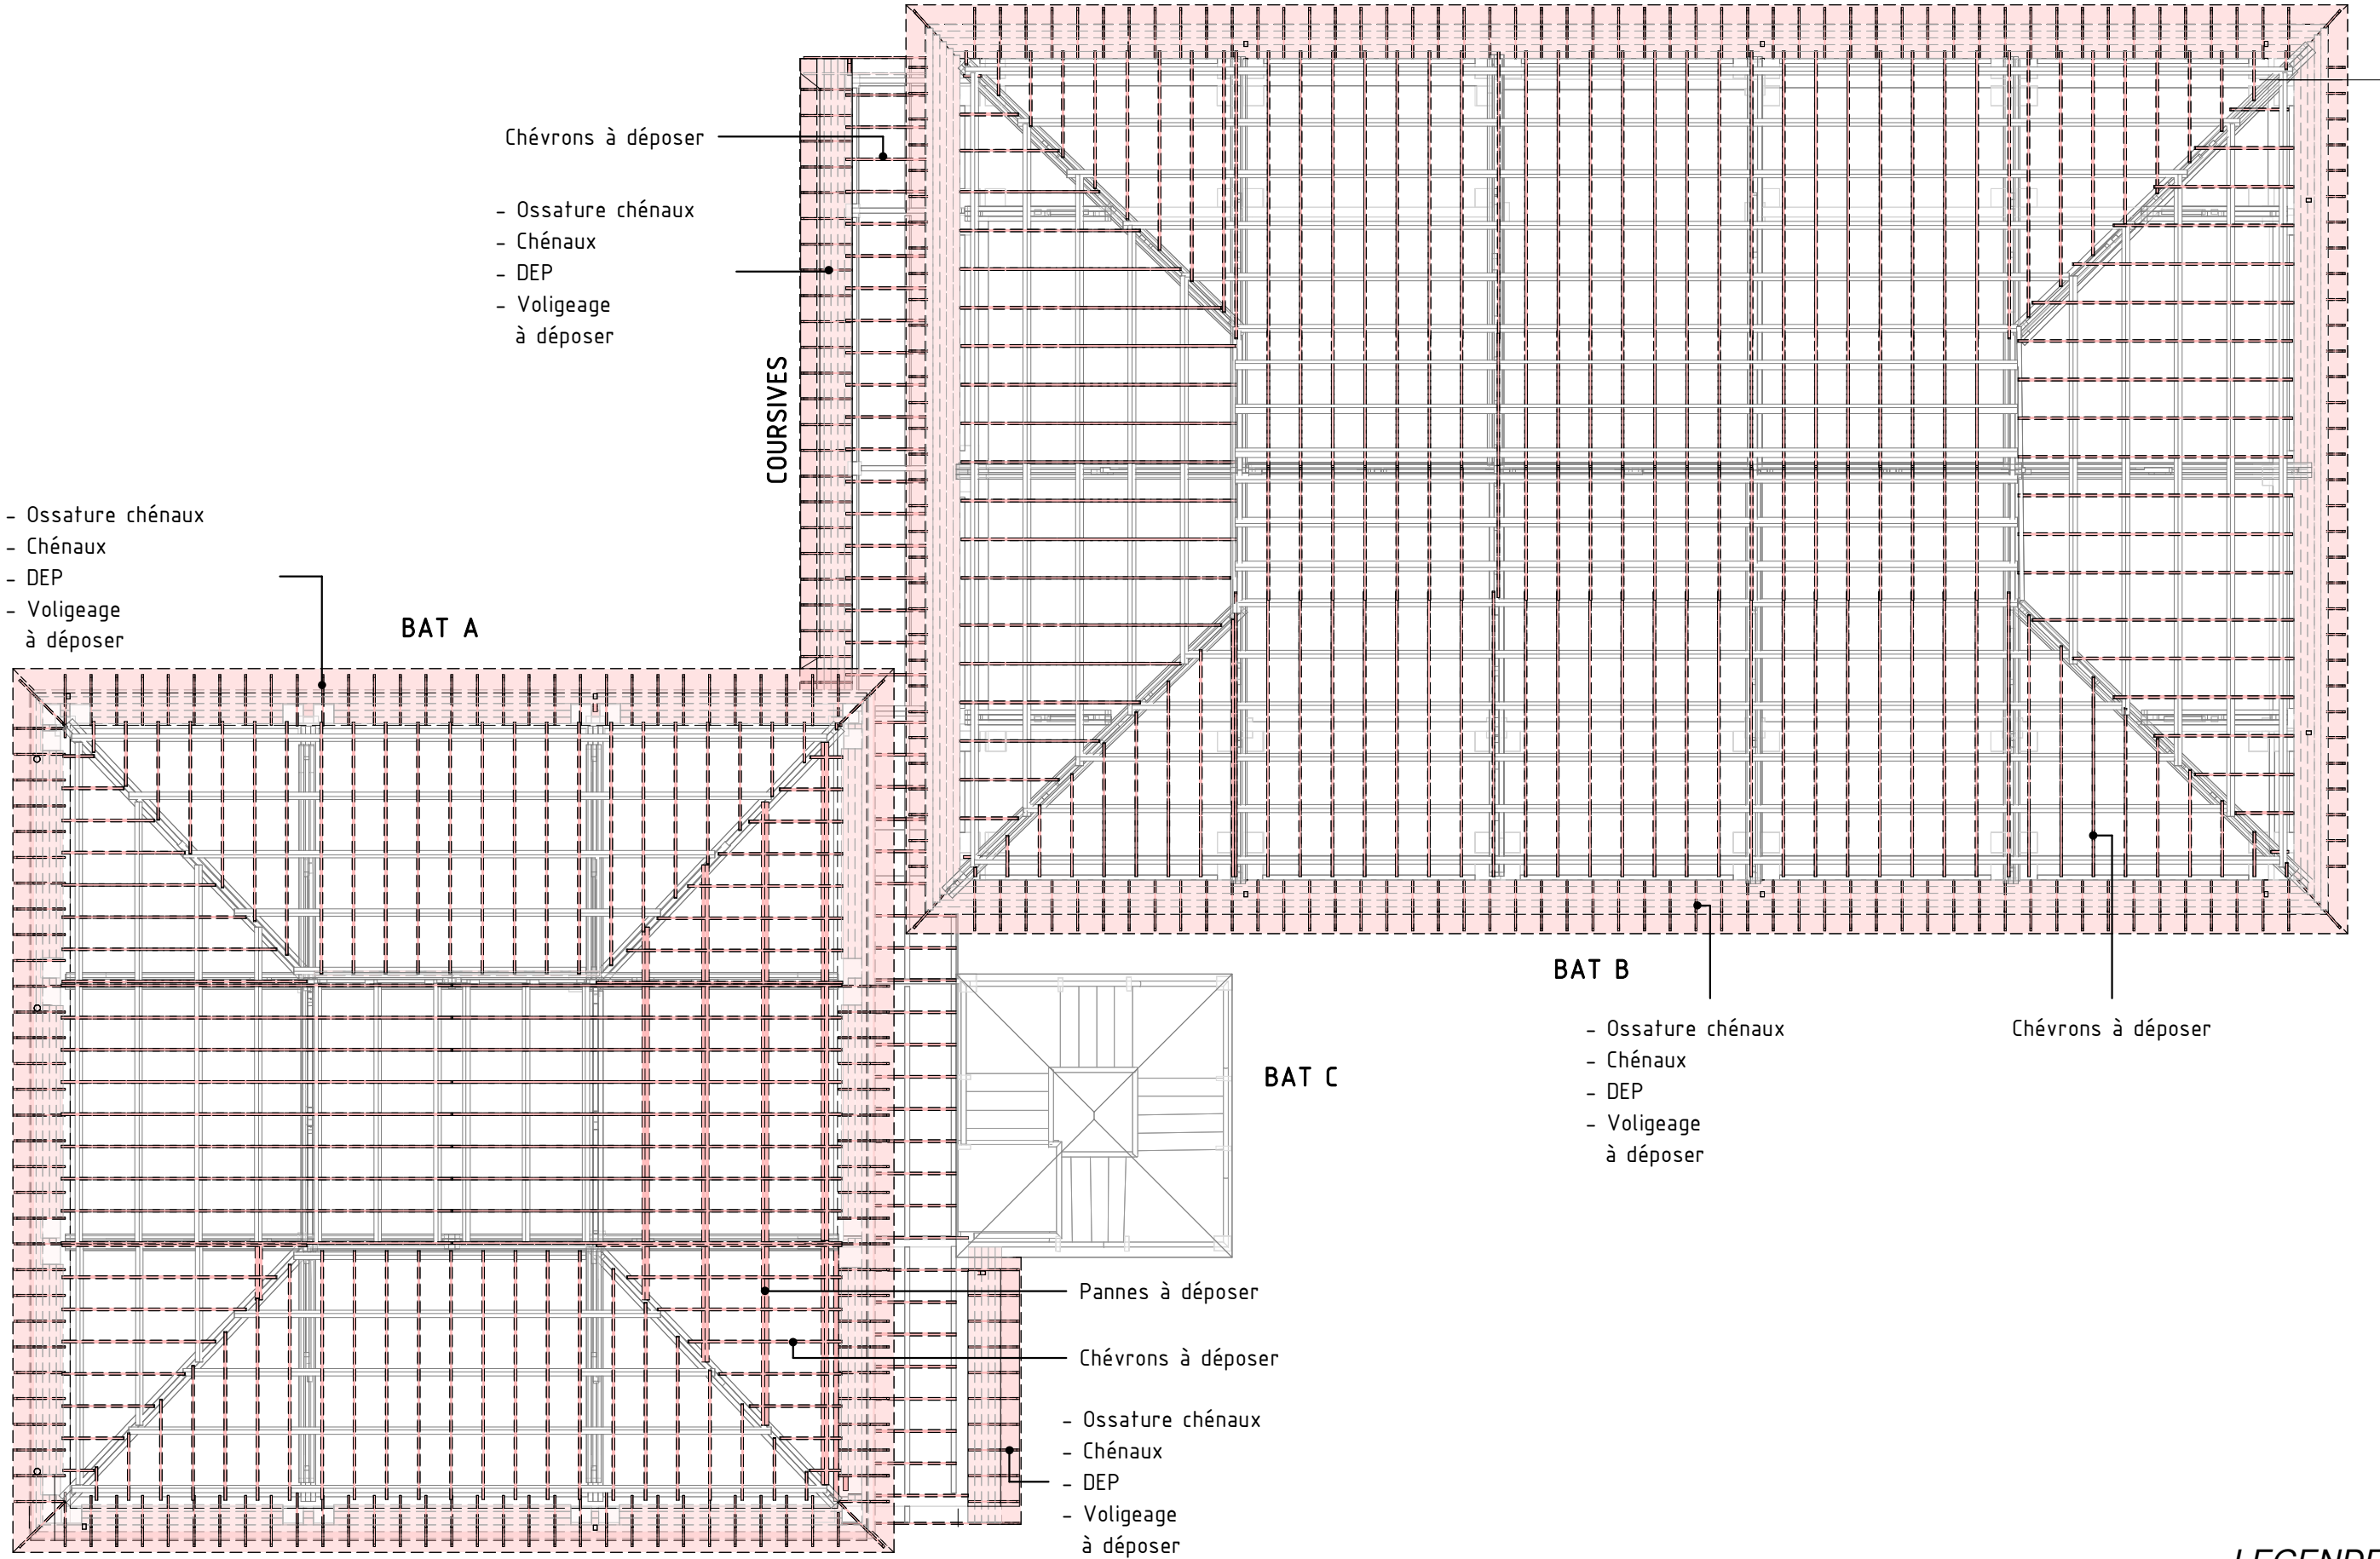 Chévrons à déposer
- Ossature chénaux
- Chénaux
- DEP
- Voligeage
à déposer
COURSIVES
- Ossature chénaux
- Chénaux
- DEP
- Voligeage
à déposer
BAT A
BAT B
- Ossature chénaux
- Chénaux
- DEP
- Voligeage
à déposer
Chévrons à déposer
BAT C
Pannes à déposer
Chévrons à déposer
- Ossature chénaux
- Chénaux
- DEP
- Voligeage
à déposer